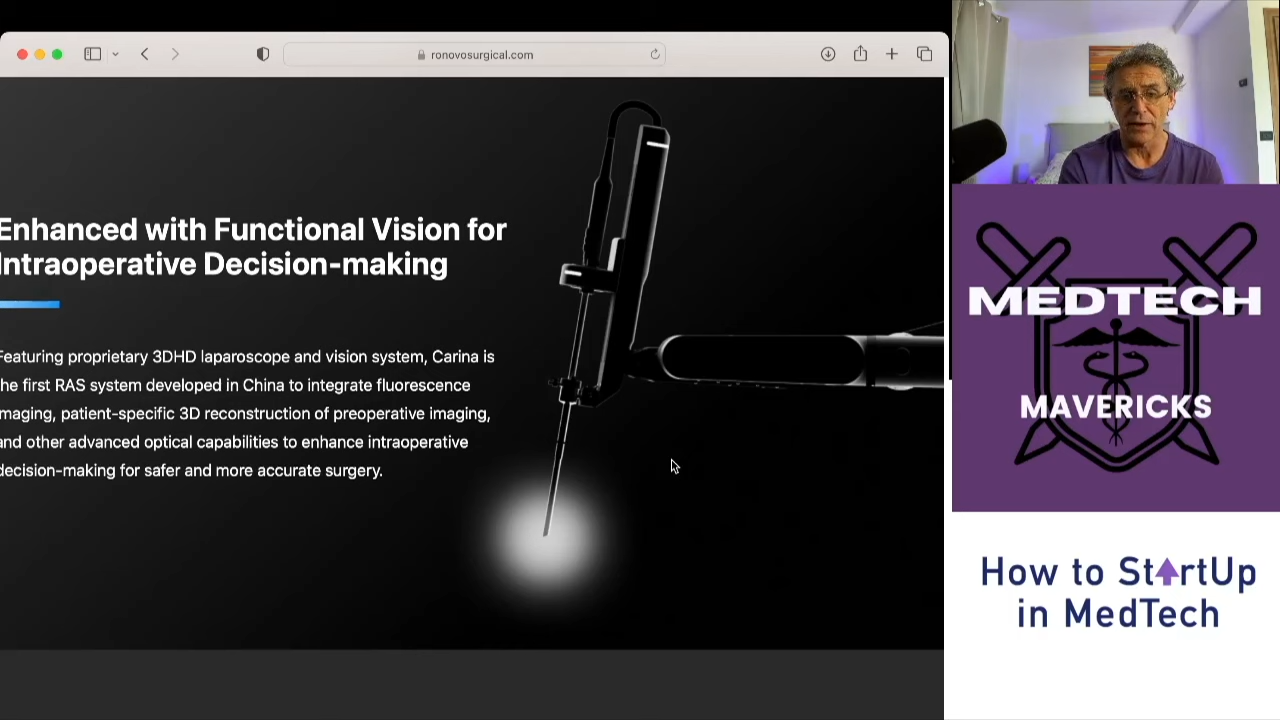 ronovosurgical.com
Enhanced with Functional Vision for
Intraoperative Decision-making
Featuring proprietary 3DHD laparoscope and vision system, Carina is
the first RAS system developed in China to integrate fluorescence
imaging, patient-specific 3D reconstruction of preoperative imaging,
and other advanced optical capabilities to enhance intraoperative
decision-making for safer and more accurate surgery.
MEDTECH
MAVERICKS
How to StartUp
in MedTech